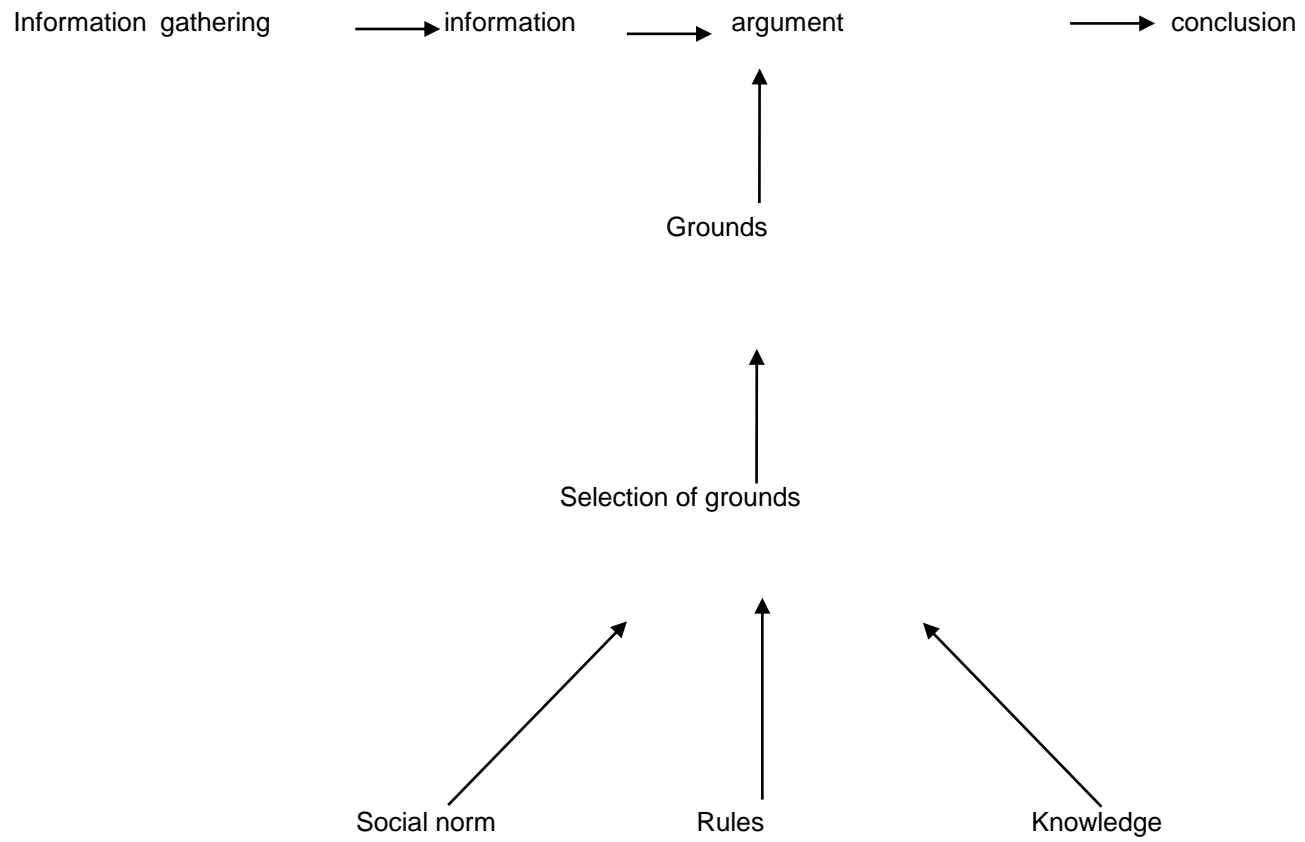 Information gathering information argument conclusion
Grounds
Selection of grounds
Social norm Rules Knowledge